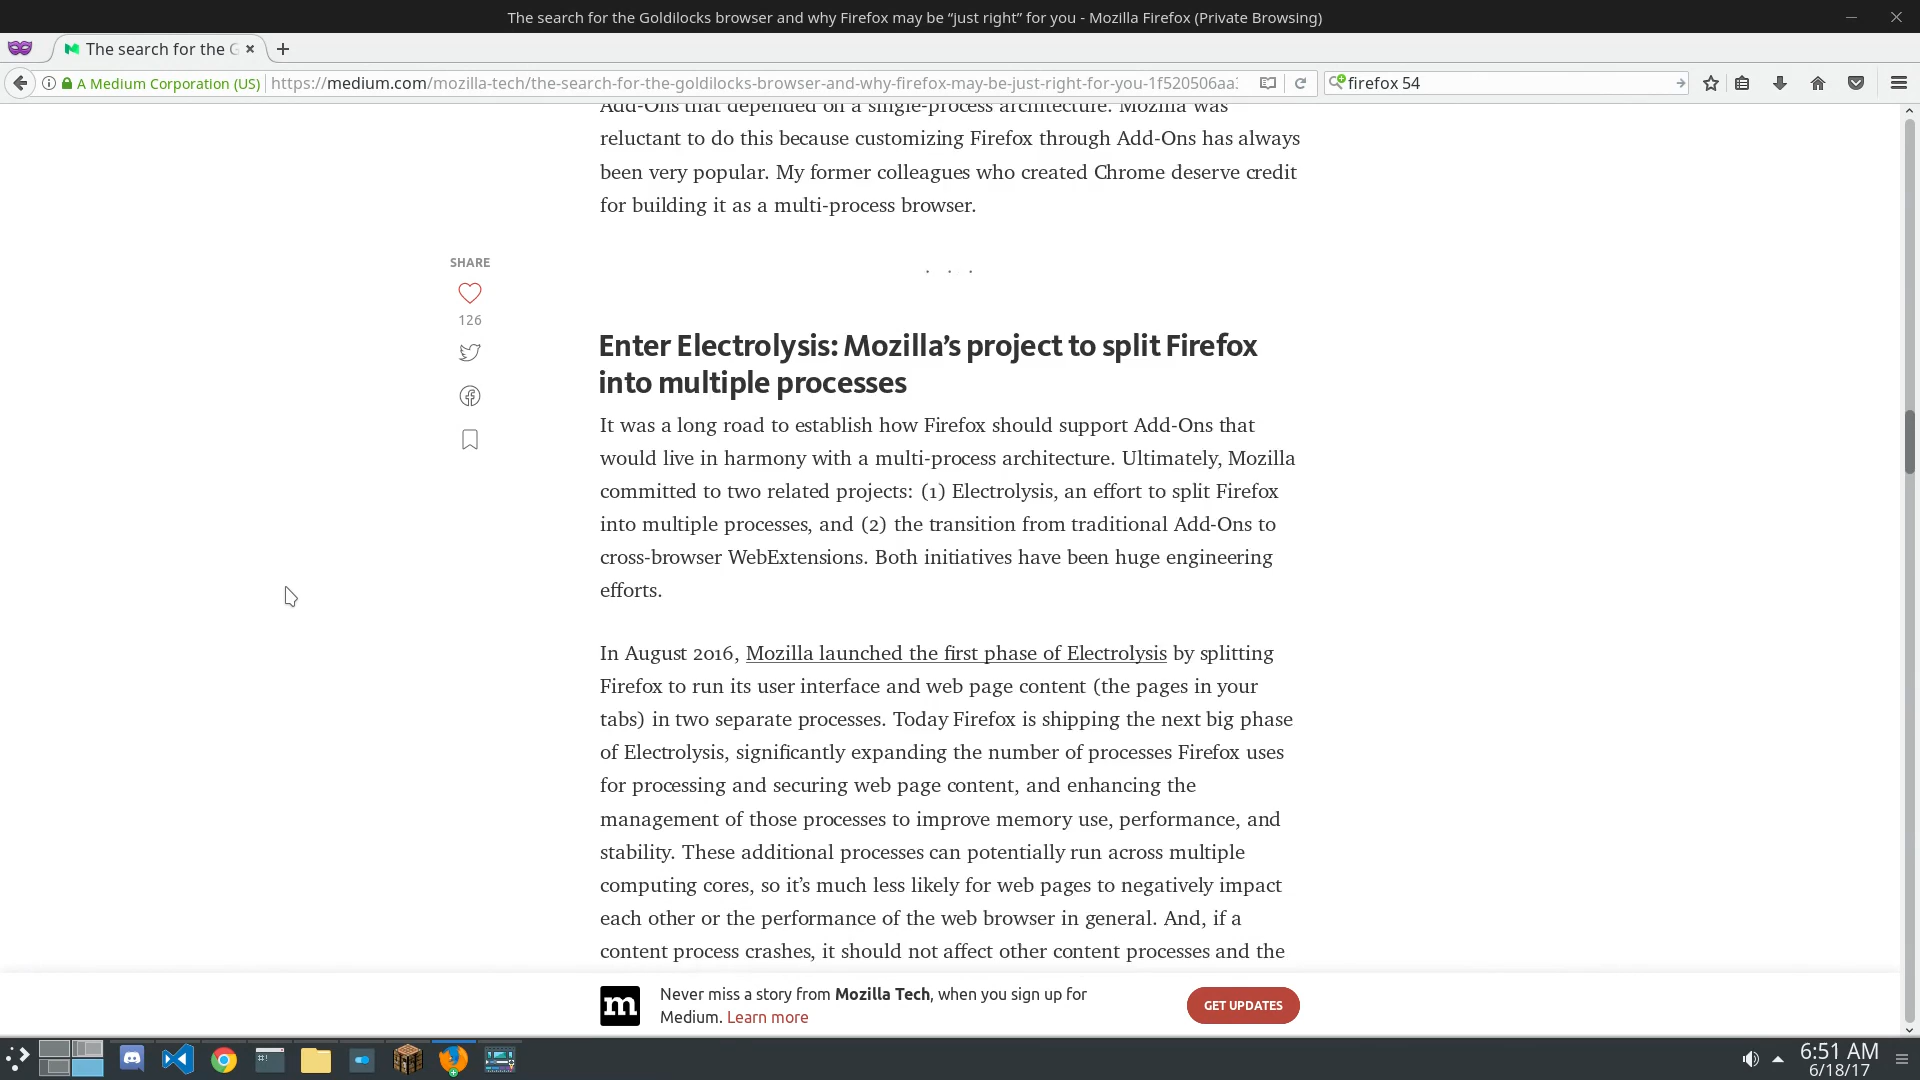 The search for the Goldilocks browser and why Firefox may be “just right” for you - Mozilla Firefox (Private Browsing)
The search for the G
A Medium Corporation (US)
https://medium.com/mozilla-tech/the-search-for-the-goldilocks-browser-and-why-firefox-may-be-just-right-for-you-1f520506aa
firefox 54
Add-Ons that depended on a single-process architecture. Mozilla was
reluctant to do this because customizing Firefox through Add-Ons has always
been very popular. My former colleagues who created Chrome deserve credit
for building it as a multi-process browser.
. . .
SHARE
126
Enter Electrolysis: Mozilla’s project to split Firefox
into multiple processes
It was a long road to establish how Firefox should support Add-Ons that
would live in harmony with a multi-process architecture. Ultimately, Mozilla
committed to two related projects: (1) Electrolysis, an effort to split Firefox
into multiple processes, and (2) the transition from traditional Add-Ons to
cross-browser WebExtensions. Both initiatives have been huge engineering
efforts.
In August 2016, Mozilla launched the first phase of Electrolysis by splitting
Firefox to run its user interface and web page content (the pages in your
tabs) in two separate processes. Today Firefox is shipping the next big phase
of Electrolysis, significantly expanding the number of processes Firefox uses
for processing and securing web page content, and enhancing the
management of those processes to improve memory use, performance, and
stability. These additional processes can potentially run across multiple
computing cores, so it’s much less likely for web pages to negatively impact
each other or the performance of the web browser in general. And, if a
content process crashes, it should not affect other content processes and the
m
Never miss a story from Mozilla Tech, when you sign up for
Medium. Learn more
GET UPDATES
6:51 AM
6/18/17